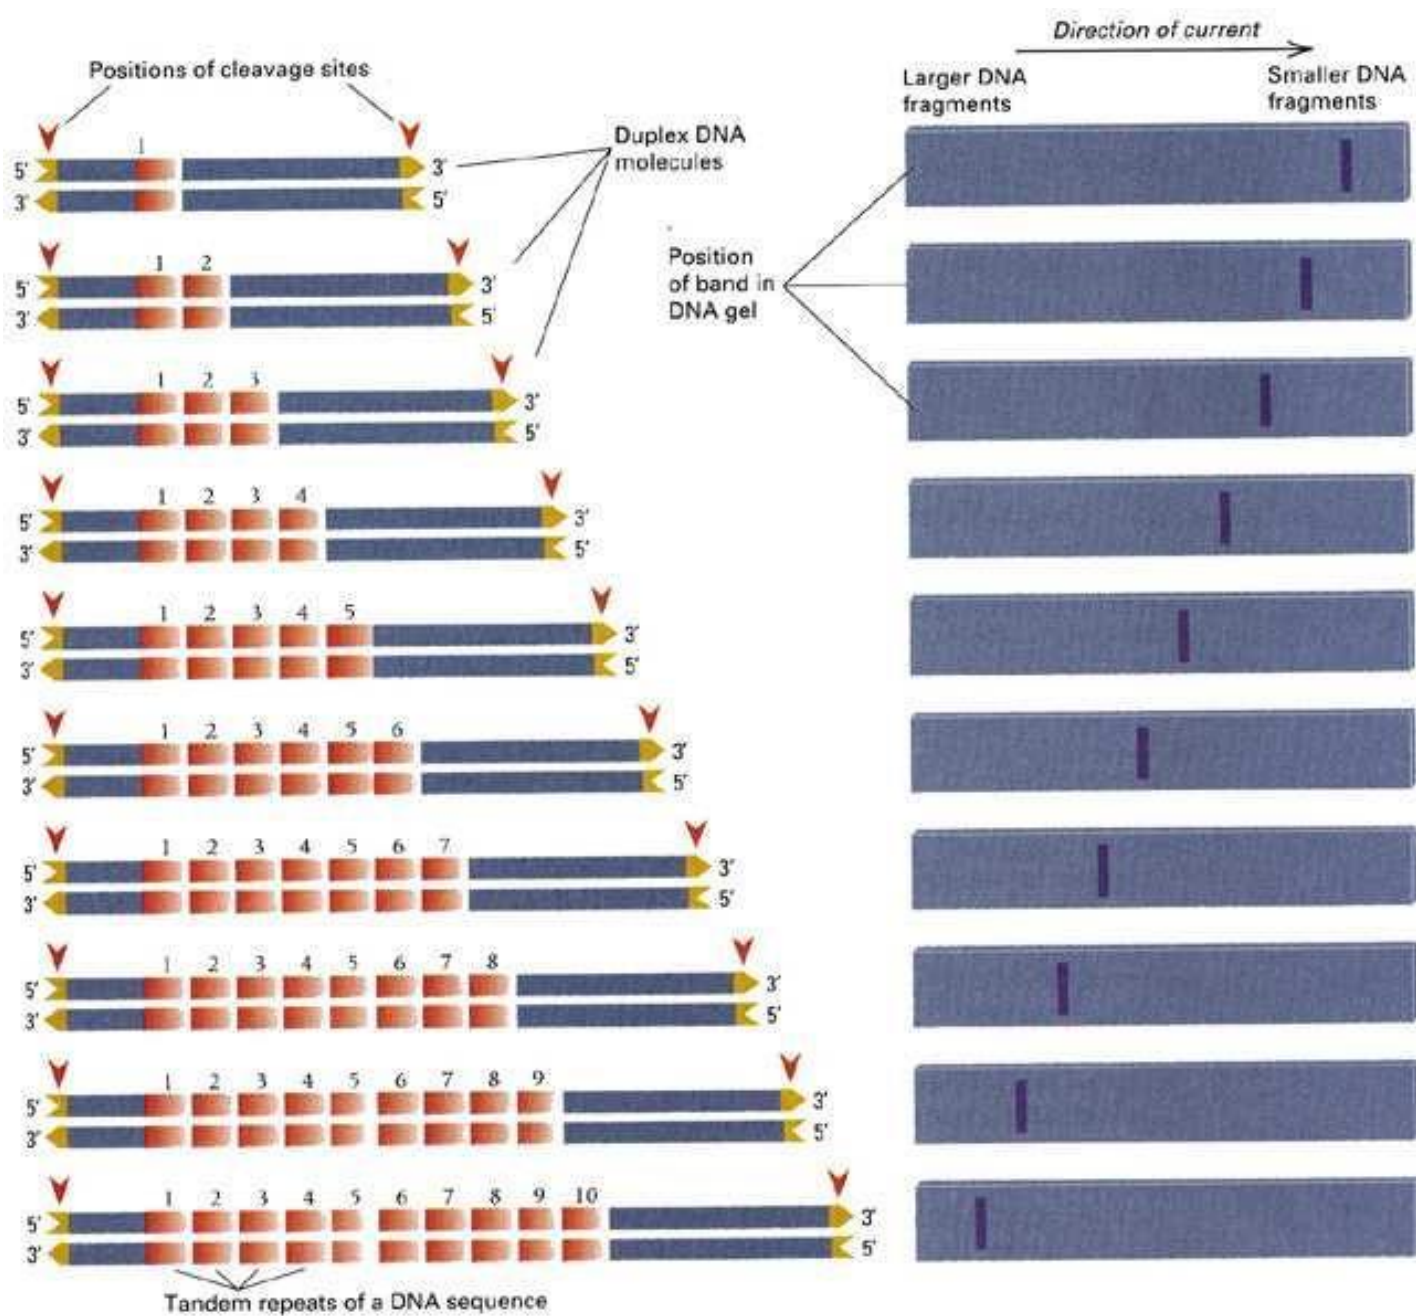 Direction of current
Positions of cleavage sites
Larger DNA
fragments
Smaller DNA
fragments
Duplex DNA
molecules
1
5' 3'
3' 5'
Position
of band in
DNA gel
1 2
5' 3'
3' 5'
1 2 3
5' 3'
3' 5'
1 2 3 4
5' 3'
3' 5'
1 2 3 4 5
5' 3'
3' 5'
1 2 3 4 5 6
5' 3'
3' 5'
1 2 3 4 5 6 7
5' 3'
3' 5'
1 2 3 4 5 6 7 8
5' 3'
3' 5'
1 2 3 4 5 6 7 8 9
5' 3'
3' 5'
1 2 3 4 5 6 7 8 9 10
5' 3'
3' 5'
Tandem repeats of a DNA sequence